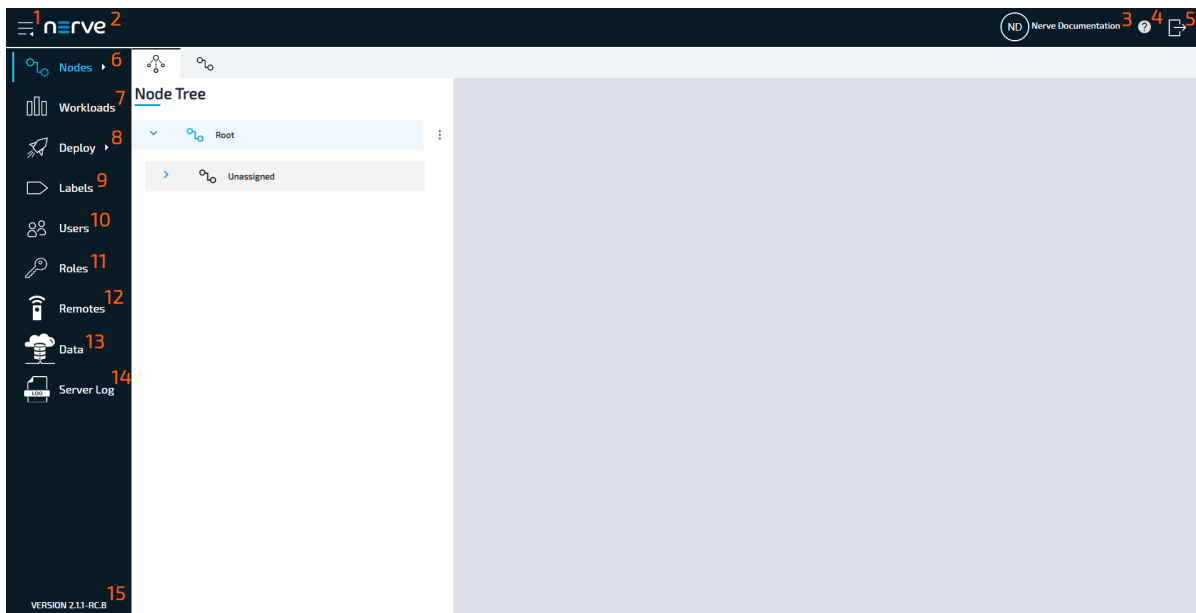 1 nerve 2 ND Nerve Documentation 3 ? 4 5
Nodes 6
Workloads 7
Deploy 8
Labels 9
Users 10
Roles 11
Remotes 12
Data 13
LOG Server Log 14
15
VERSION 2.1.1-RC.8
Node Tree
Root
Unassigned